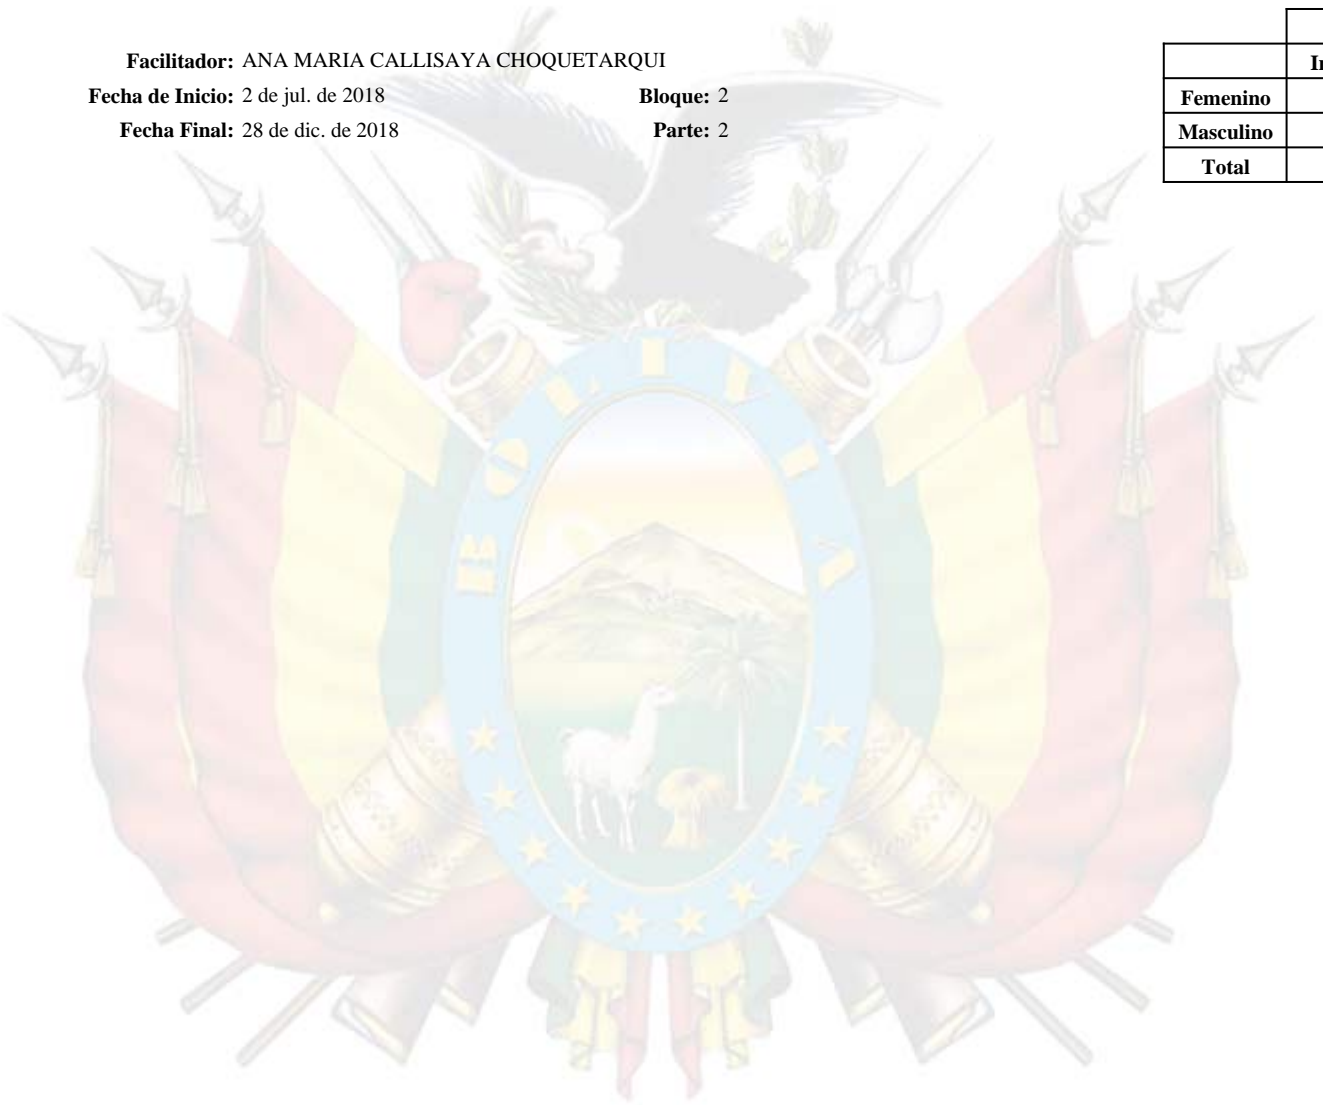 Facilitador: ANA MARIA CALLISAYA CHOQUETARQUI
Fecha de Inicio: 2 de jul. de 2018 Bloque: 2
Fecha Final: 28 de dic. de 2018 Parte: 2
Femenino
Masculino
Total
BOLIVIA